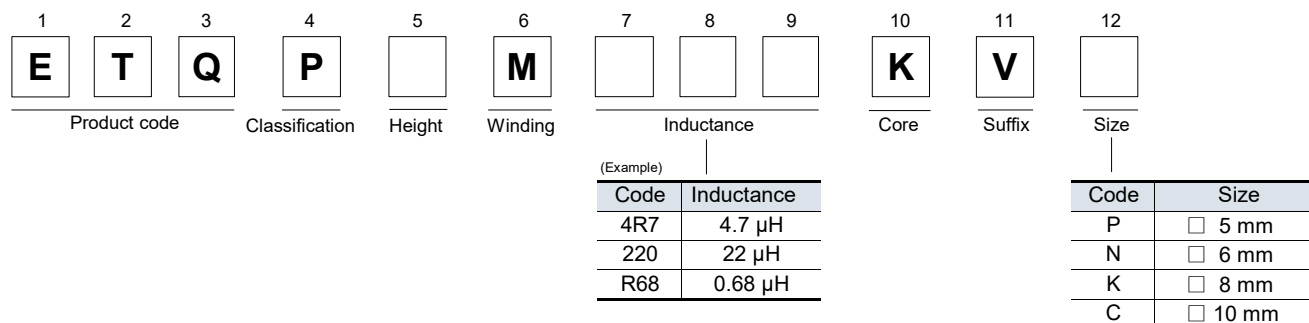 1 2 3 4 5 6 7 8 9 10 11 12
E T Q P M K V
Product code Classification Height Winding Inductance Core Suffix Size
(Example)
Code Inductance
4R7 4.7 µH
220 22 µH
R68 0.68 µH
Code Size
P □ 5 mm
N □ 6 mm
K □ 8 mm
C □ 10 mm